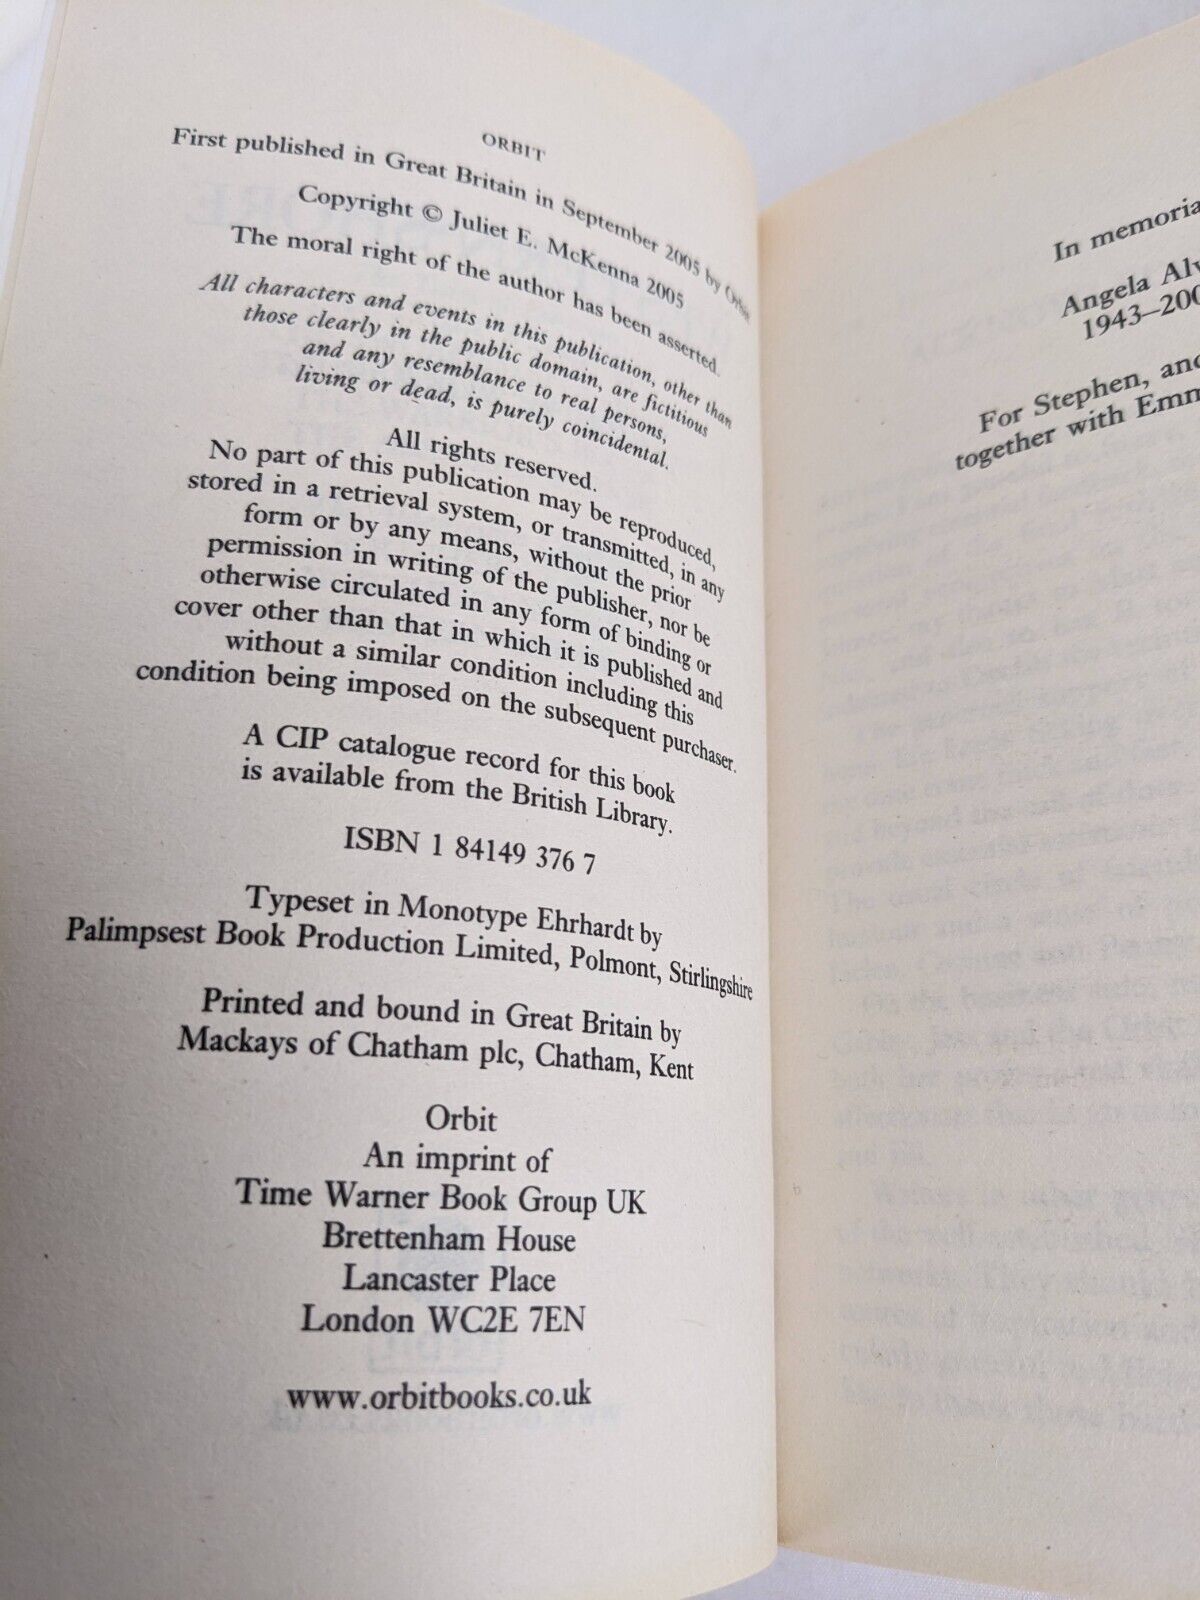 ORBIT
First published in Great Britain in September 2005 by Orbit
Copyright © Juliet E. McKenna 2005
The moral right of the author has been asserted.
All characters and events in this publication, other than
those clearly in the public domain, are fictitious
and any resemblance to real persons,
living or dead, is purely coincidental.
All rights reserved.
No part of this publication may be reproduced,
stored in a retrieval system, or transmitted, in any
form or by any means, without the prior
permission in writing of the publisher, nor be
otherwise circulated in any form of binding or
cover other than that in which it is published and
without a similar condition including this
condition being imposed on the subsequent purchaser.
A CIP catalogue record for this book
is available from the British Library.
ISBN 1 84149 376 7
Typeset in Monotype Ehrhardt by
Palimpsest Book Production Limited, Polmont, Stirlingshire
Printed and bound in Great Britain by
Mackays of Chatham plc, Chatham, Kent
Orbit
An imprint of
Time Warner Book Group UK
Brettenham House
Lancaster Place
London WC2E 7EN
www.orbitbooks.co.uk
In memoria
Angela Alv
1943–200
For Stephen, and
together with Emm